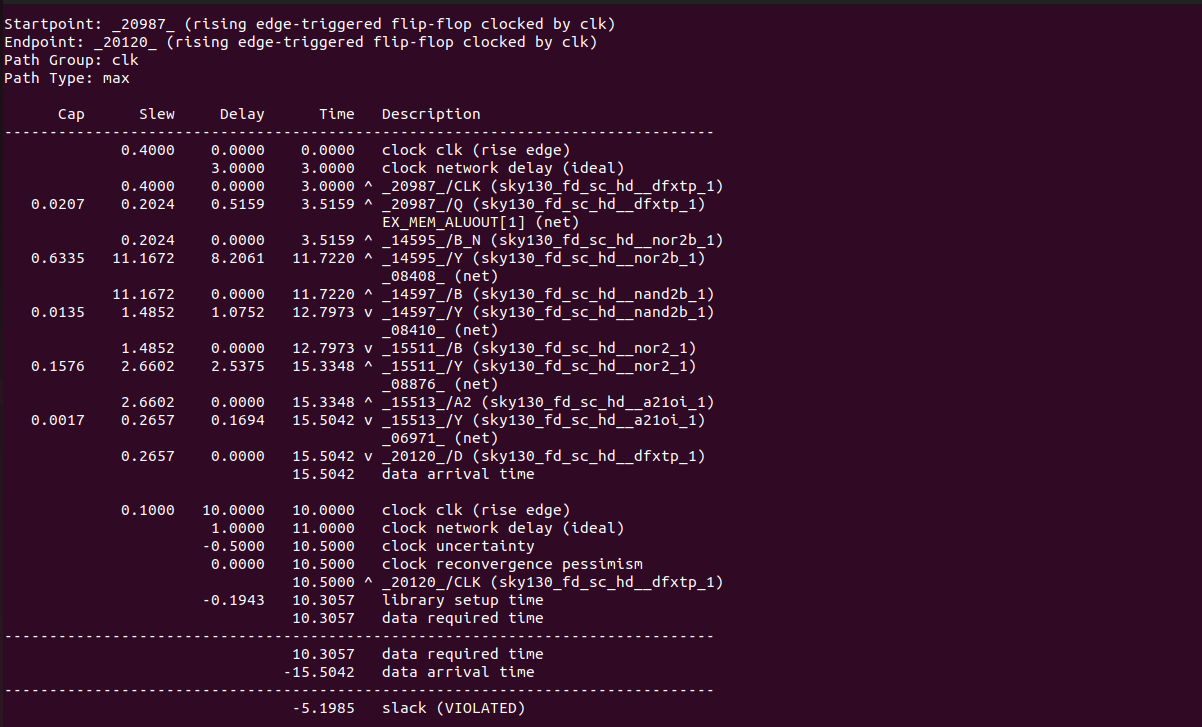 Startpoint: _20987_ (rising edge-triggered flip-flop clocked by clk)
Endpoint: _20120_ (rising edge-triggered flip-flop clocked by clk)
Path Group: clk
Path Type: max

      Cap      Slew     Delay      Time   Description
-------------------------------------------------------------------------------
             0.4000    0.0000    0.0000   clock clk (rise edge)
                       3.0000    3.0000   clock network delay (ideal)
             0.4000    0.0000    3.0000 ^ _20987_/CLK (sky130_fd_sc_hd__dfxtp_1)
   0.0207    0.2024    0.5159    3.5159 ^ _20987_/Q (sky130_fd_sc_hd__dfxtp_1)
                                          EX_MEM_ALUOUT[1] (net)
             0.2024    0.0000    3.5159 ^ _14595_/B_N (sky130_fd_sc_hd__nor2b_1)
   0.6335   11.1672    8.2061   11.7220 ^ _14595_/Y (sky130_fd_sc_hd__nor2b_1)
                                          _08408_ (net)
            11.1672    0.0000   11.7220 ^ _14597_/B (sky130_fd_sc_hd__nand2b_1)
   0.0135    1.4852    1.0752   12.7973 v _14597_/Y (sky130_fd_sc_hd__nand2b_1)
                                          _08410_ (net)
             1.4852    0.0000   12.7973 v _15511_/B (sky130_fd_sc_hd__nor2_1)
   0.1576    2.6602    2.5375   15.3348 ^ _15511_/Y (sky130_fd_sc_hd__nor2_1)
                                          _08876_ (net)
             2.6602    0.0000   15.3348 ^ _15513_/A2 (sky130_fd_sc_hd__a21oi_1)
   0.0017    0.2657    0.1694   15.5042 v _15513_/Y (sky130_fd_sc_hd__a21oi_1)
                                          _06971_ (net)
             0.2657    0.0000   15.5042 v _20120_/D (sky130_fd_sc_hd__dfxtp_1)
                                15.5042   data arrival time

             0.1000   10.0000   10.0000   clock clk (rise edge)
                       1.0000   11.0000   clock network delay (ideal)
                      -0.5000   10.5000   clock uncertainty
                       0.0000   10.5000   clock reconvergence pessimism
                                10.5000 ^ _20120_/CLK (sky130_fd_sc_hd__dfxtp_1)
                      -0.1943   10.3057   library setup time
                                10.3057   data required time
-------------------------------------------------------------------------------
                                10.3057   data required time
                               -15.5042   data arrival time
-------------------------------------------------------------------------------
                                -5.1985   slack (VIOLATED)